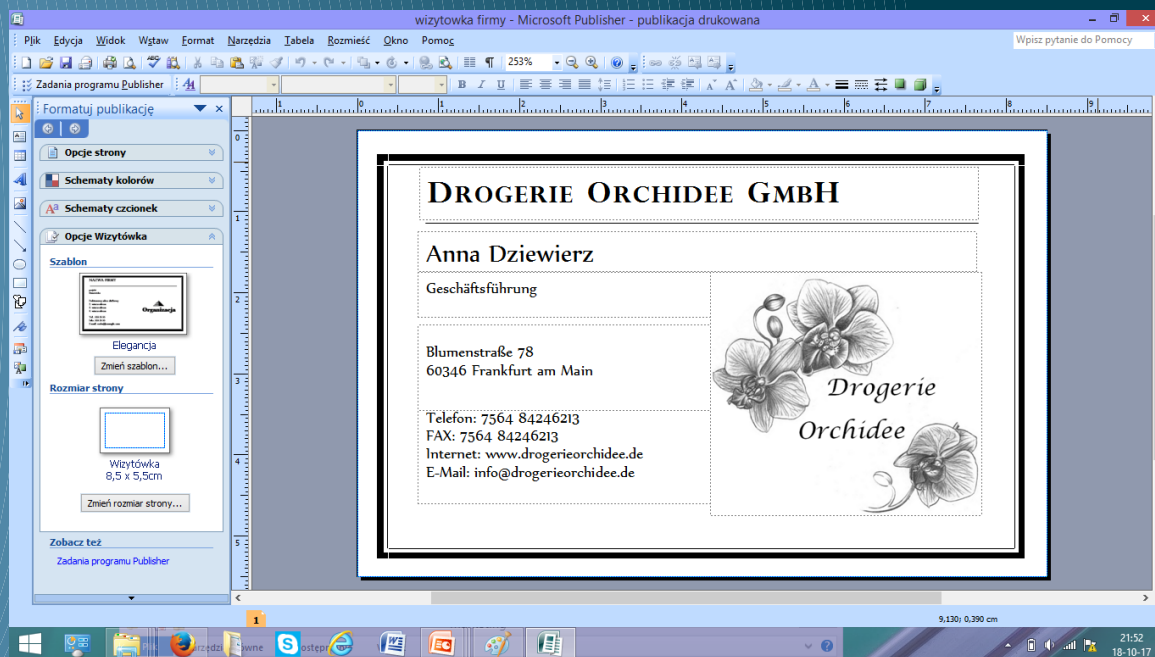 wizytowka firmy - Microsoft Publisher - publikacja drukowana
Plik Edycja Widok Wstaw Format Narzędzia Tabela Rozmieść Okno Pomoc
Wpisz pytanie do Pomocy
253%
Zadania programu Publisher
Formatuj publikację
Opcje strony
Schematy kolorów
Schematy czcionek
Opcje Wizytówka
Szablon
Organizacja
Elegancja
Zmień szablon...
Rozmiar strony
Wizytówka
8,5 x 5,5cm
Zmień rozmiar strony...
Zobacz też
Zadania programu Publisher
DROGERIE ORCHIDEE GMBH
Anna Dziewierz
Geschäftsführung
Blumenstraße 78
60346 Frankfurt am Main
Telefon: 7564 84246213
FAX: 7564 84246213
Internet: www.drogerieorchidee.de
E-Mail: info@drogerieorchidee.de
Drogerie
Orchidee
1
9,130; 0,390 cm
21:52
18-10-17